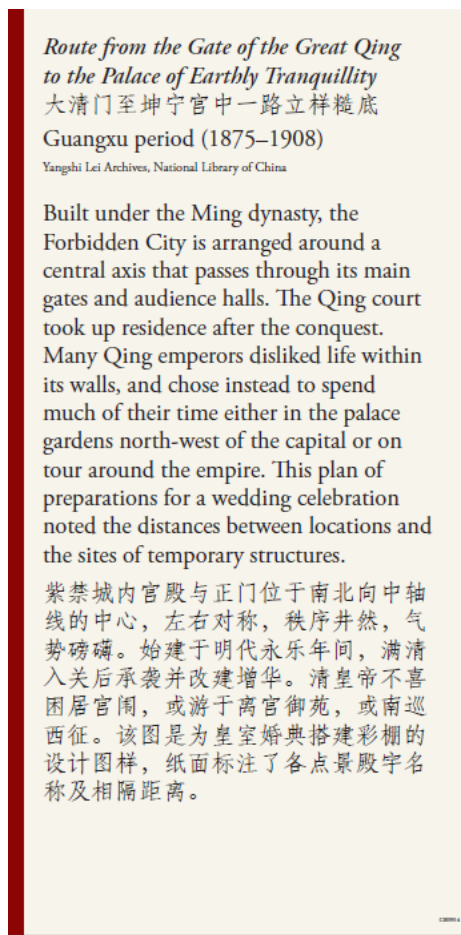 Route from the Gate of the Great Qing
to the Palace of Earthly Tranquillity
大清门至坤宁宫中一路立样糙底
Guangxu period (1875–1908)
Yangshi Lei Archives, National Library of China
Built under the Ming dynasty, the
Forbidden City is arranged around a
central axis that passes through its main
gates and audience halls. The Qing court
took up residence after the conquest.
Many Qing emperors disliked life within
its walls, and chose instead to spend
much of their time either in the palace
gardens north-west of the capital or on
tour around the empire. This plan of
preparations for a wedding celebration
noted the distances between locations and
the sites of temporary structures.
紫禁城内宫殿与正门位于南北向中轴
线的中心，左右对称，秩序井然，气
势磅礴。始建于明代永乐年间，满清
入关后承袭并改建增华。清皇帝不喜
困居宫闱，或游于离宫御苑，或南巡
西征。该图是为皇室婚典搭建彩棚的
设计图样，纸面标注了各点景殿宇名
称及相隔距离。